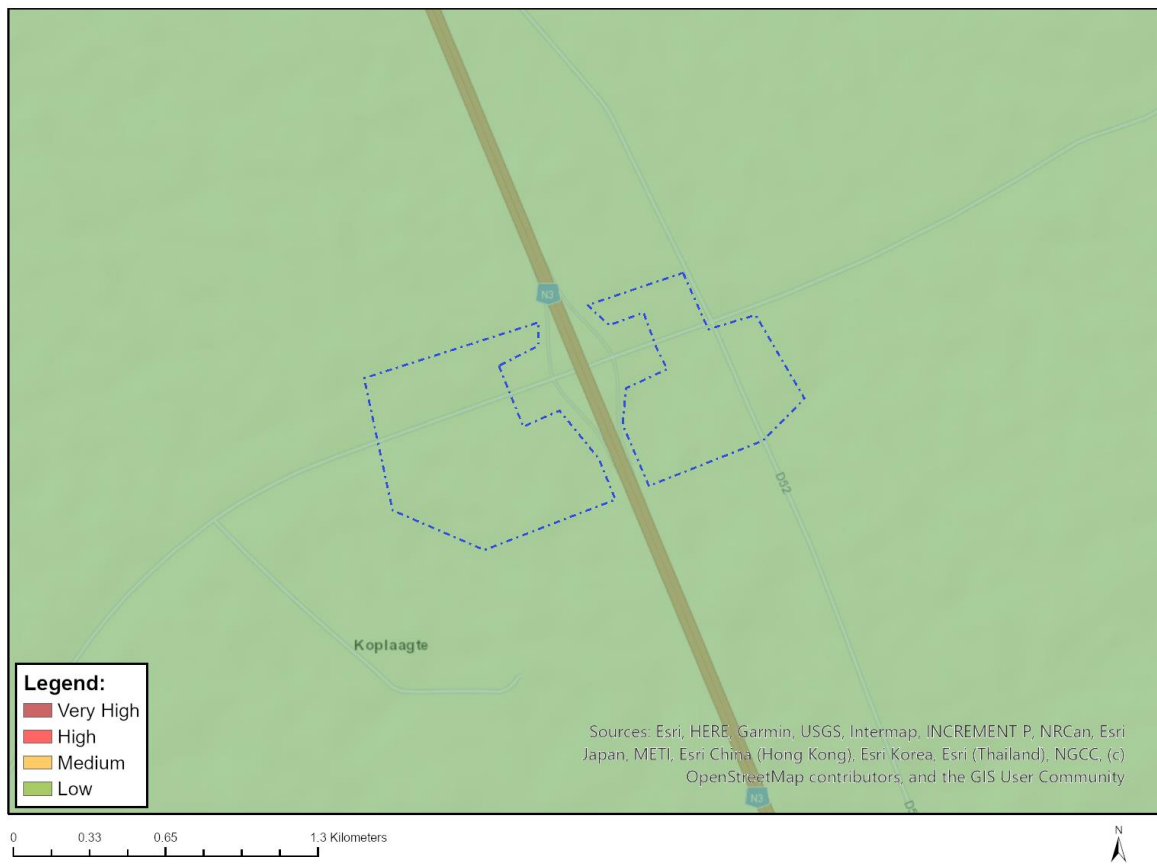 N3
D52
Koplaagte
Legend:
Very High
High
Medium
Low
Sources: Esri, HERE, Garmin, USGS, Intermap, INCREMENT P, NRCan, Esri
Japan, METI, Esri China (Hong Kong), Esri Korea, Esri (Thailand), NGCC, (c)
OpenStreetMap contributors, and the GIS User Community
N3
0 0.33 0.65 1.3 Kilometers
N